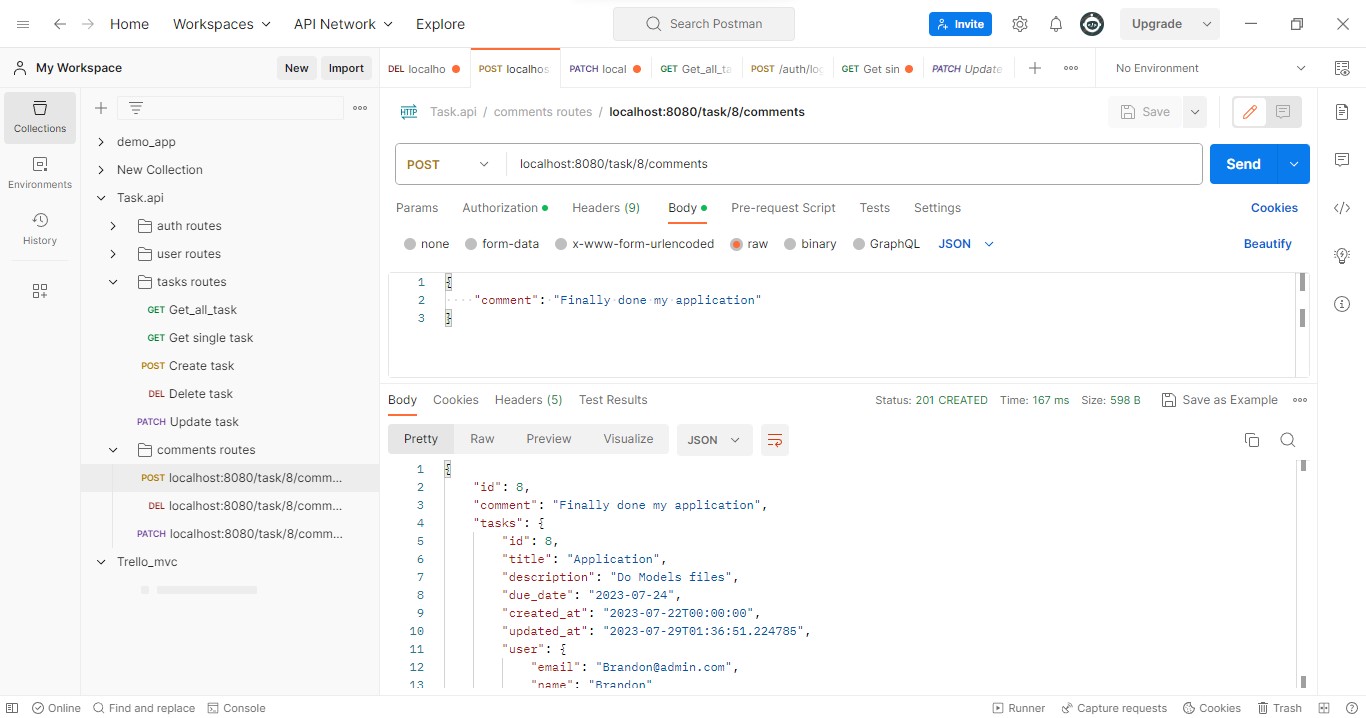 Home Workspaces API Network Explore Search Postman Invite Upgrade
My Workspace New Import
DEL localho POST localhos PATCH local GET Get_all_ta POST /auth/log GET Get sin PATCH Update No Environment
Collections
Environments
History
demo_app
New Collection
Task.api
auth routes
user routes
tasks routes
GET Get_all_task
GET Get single task
POST Create task
DEL Delete task
PATCH Update task
comments routes
POST localhost:8080/task/8/comm...
DEL localhost:8080/task/8/comm...
PATCH localhost:8080/task/8/comm...
Trello_mvc
HTTP Task.api / comments routes / localhost:8080/task/8/comments Save
POST localhost:8080/task/8/comments Send
Params Authorization Headers (9) Body Pre-request Script Tests Settings Cookies
none form-data x-www-form-urlencoded raw binary GraphQL JSON Beautify
1 {
2 "comment": "Finally done my application"
3 }
Body Cookies Headers (5) Test Results Status: 201 CREATED Time: 167 ms Size: 598 B Save as Example
Pretty Raw Preview Visualize JSON
1 {
2 "id": 8,
3 "comment": "Finally done my application",
4 "tasks": {
5 "id": 8,
6 "title": "Application",
7 "description": "Do Models files",
8 "due_date": "2023-07-24",
9 "created_at": "2023-07-22T00:00:00",
10 "updated_at": "2023-07-29T01:36:51.224785",
11 "user": {
12 "email": "Brandon@admin.com",
13 "name": "Brandon"
Online Find and replace Console Runner Capture requests Cookies Trash